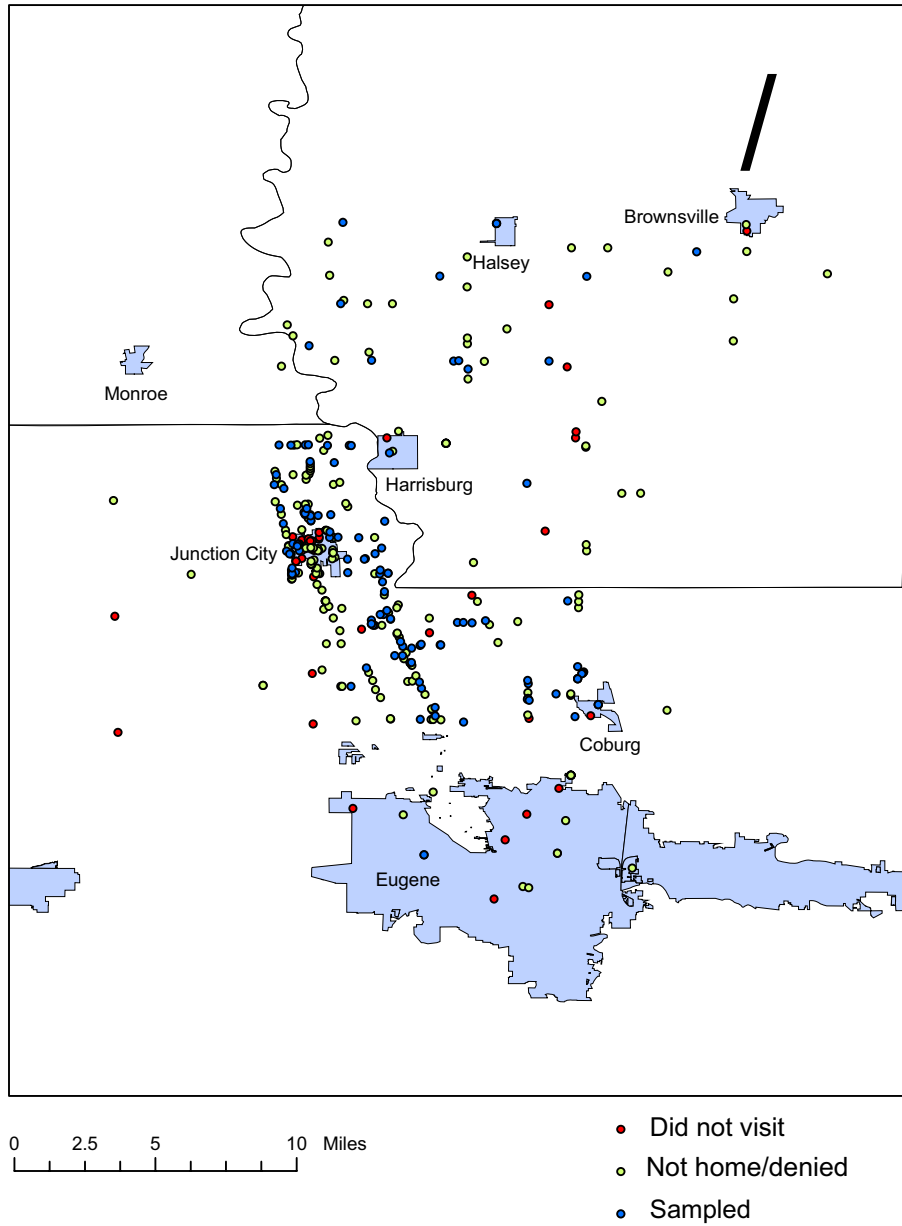 Brownsville
Halsey
Monroe
Harrisburg
Junction City
Coburg
Eugene
0 2.5 5 10 Miles
Did not visit
Not home/denied
Sampled